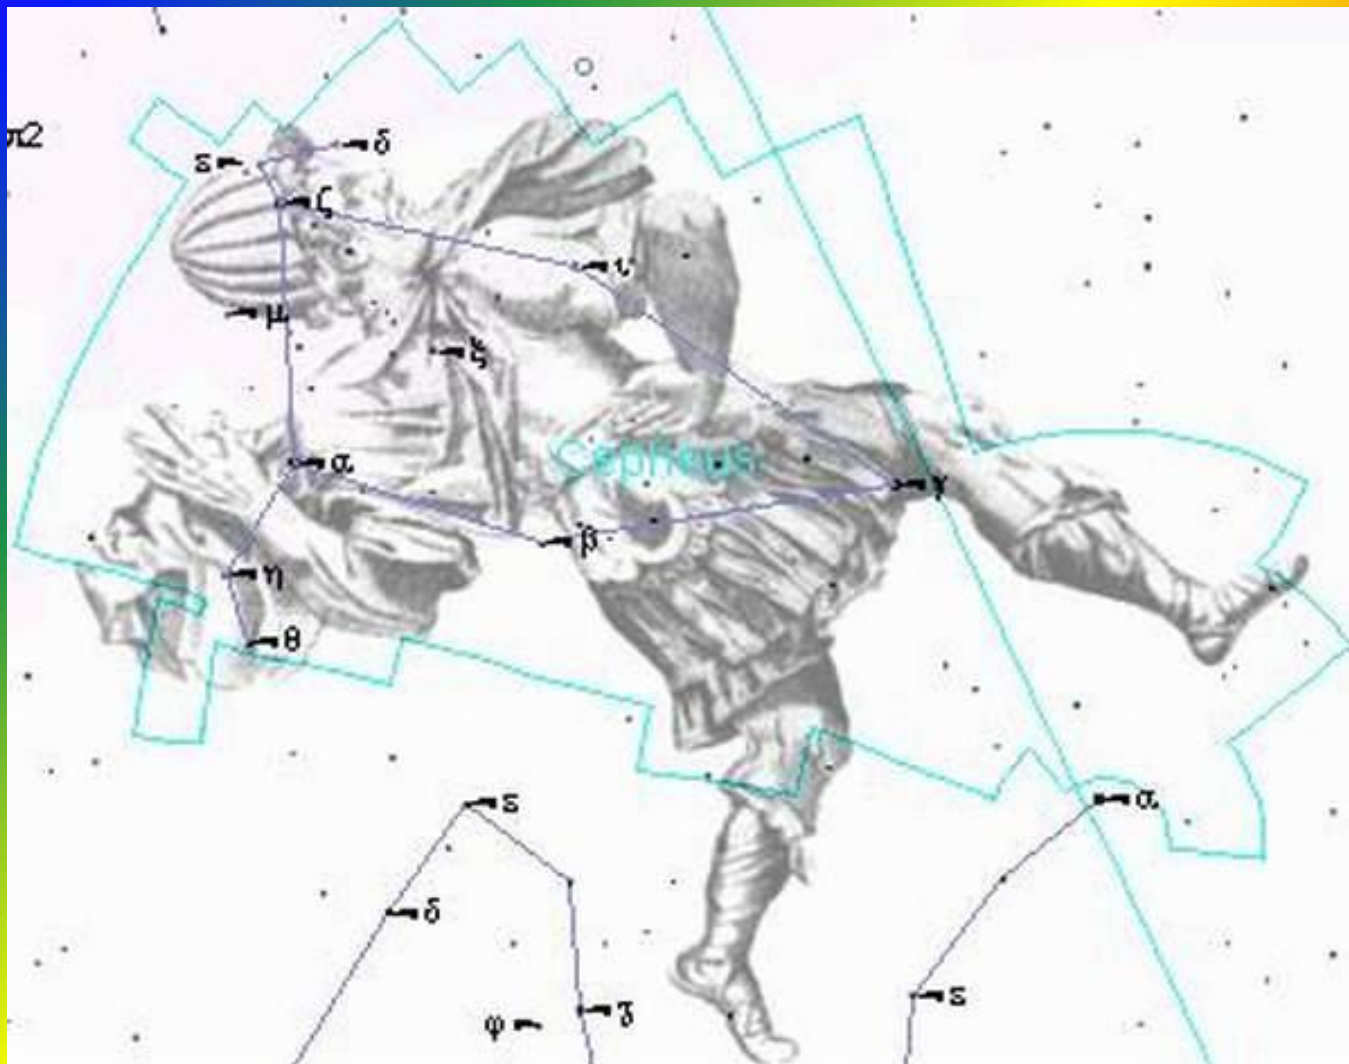 π2
δ
ε
ζ
ι
μ
ξ
Cepheus
α
γ
β
η
θ
ε
α
δ
ε
φ